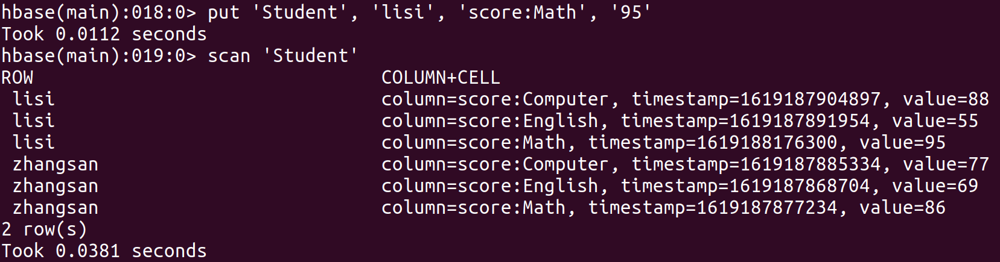 hbase(main):018:0> put 'Student', 'lisi', 'score:Math', '95'
Took 0.0112 seconds
hbase(main):019:0> scan 'Student'
ROW                                COLUMN+CELL
 lisi                              column=score:Computer, timestamp=1619187904897, value=88
 lisi                              column=score:English, timestamp=1619187891954, value=55
 lisi                              column=score:Math, timestamp=1619188176300, value=95
 zhangsan                          column=score:Computer, timestamp=1619187885334, value=77
 zhangsan                          column=score:English, timestamp=1619187868704, value=69
 zhangsan                          column=score:Math, timestamp=1619187877234, value=86
2 row(s)
Took 0.0381 seconds